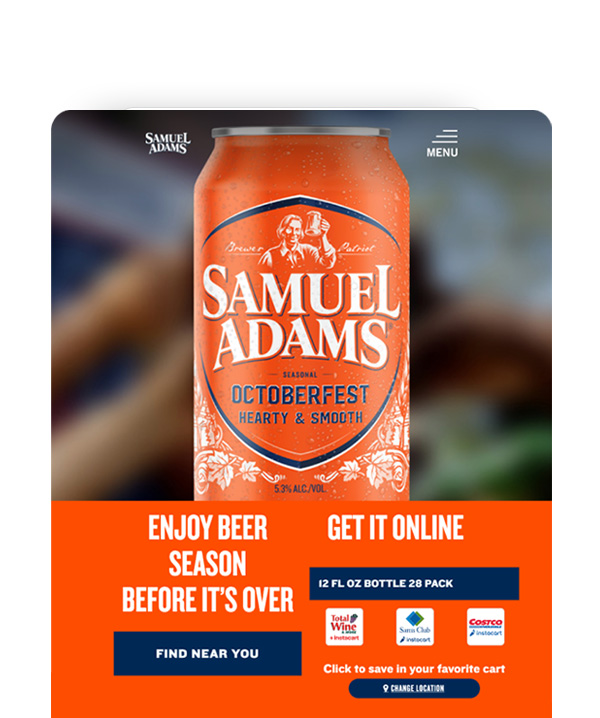 SAMUEL
ADAMS
MENU
Brewer Patriot
SAMUEL
ADAMS
SEASONAL
OCTOBERFEST
HEARTY & SMOOTH
5.3% ALC./VOL.
ENJOY BEER
SEASON
BEFORE IT'S OVER
FIND NEAR YOU
GET IT ONLINE
12 FL OZ BOTTLE 28 PACK
Total
Wine
& MORE
instacart
Sam's Club
instacart
COSTCO
WHOLESALE
instacart
Click to save in your favorite cart
CHANGE LOCATION